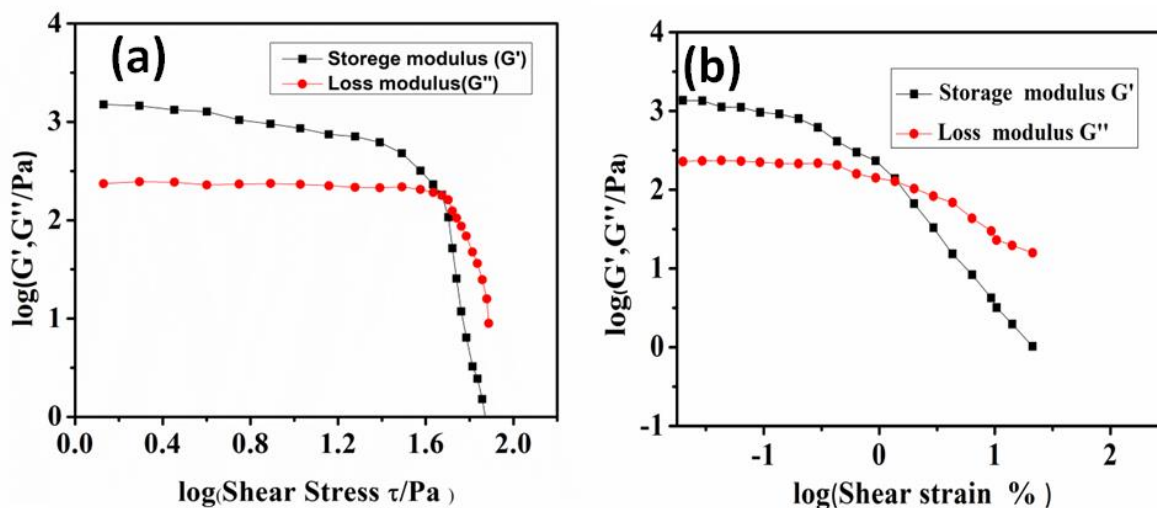 (a)
Storege modulus (G')
Loss modulus(G'')
log(G',G''/Pa)
4
3
2
1
0
0.0 0.4 0.8 1.2 1.6 2.0
log(Shear Stress τ/Pa )
(b)
Storage modulus G'
Loss modulus G''
log(G',G''/Pa)
4
3
2
1
0
-1
-1 0 1 2
log(Shear strain % )